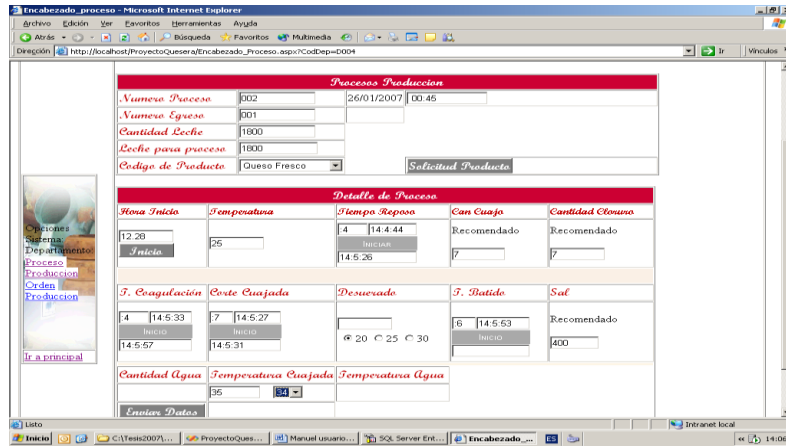 Encabezado_proceso - Microsoft Internet Explorer
Archivo Edición Ver Favoritos Herramientas Ayuda
Atrás Búsqueda Favoritos Multimedia
Dirección http://localhost/ProyectoQuesera/Encabezado_Proceso.aspx?CodDep=D004 Ir Vínculos
Procesos Produccion
Numero Proceso 002 26/01/2007 00:45
Numero Egreso 001
Cantidad Leche 1800
Leche para proceso 1800
Codigo de Producto Queso Fresco Solicitud Producto
Opciones
Sistema:
Departamento:
Proceso
Produccion
Orden
Produccion
Ir a principal
Detalle de Proceso
Hora Inicio Temperatura Tiempo Reposo Can Cuajo Cantidad Cloruro
12.28 25 :4 14:4:44 Recomendado Recomendado
Inicio INICIAR 7 7
14:5:26
T. Coagulación Corte Cuajada Desuerado T. Batido Sal
:4 14:5:33 :7 14:5:27 :6 14:5:53 Recomendado
INICIO INICIO 20 25 30 INICIO 400
14:5:57 14:5:31
Cantidad Agua Temperatura Cuajada Temperatura Agua
35 34
Enviar Datos
Listo Intranet local
Inicio C:\Tesis2007\... ProyectoQues... Manuel usuario... SQL Server Ent... Encabezado_... ES 14:06